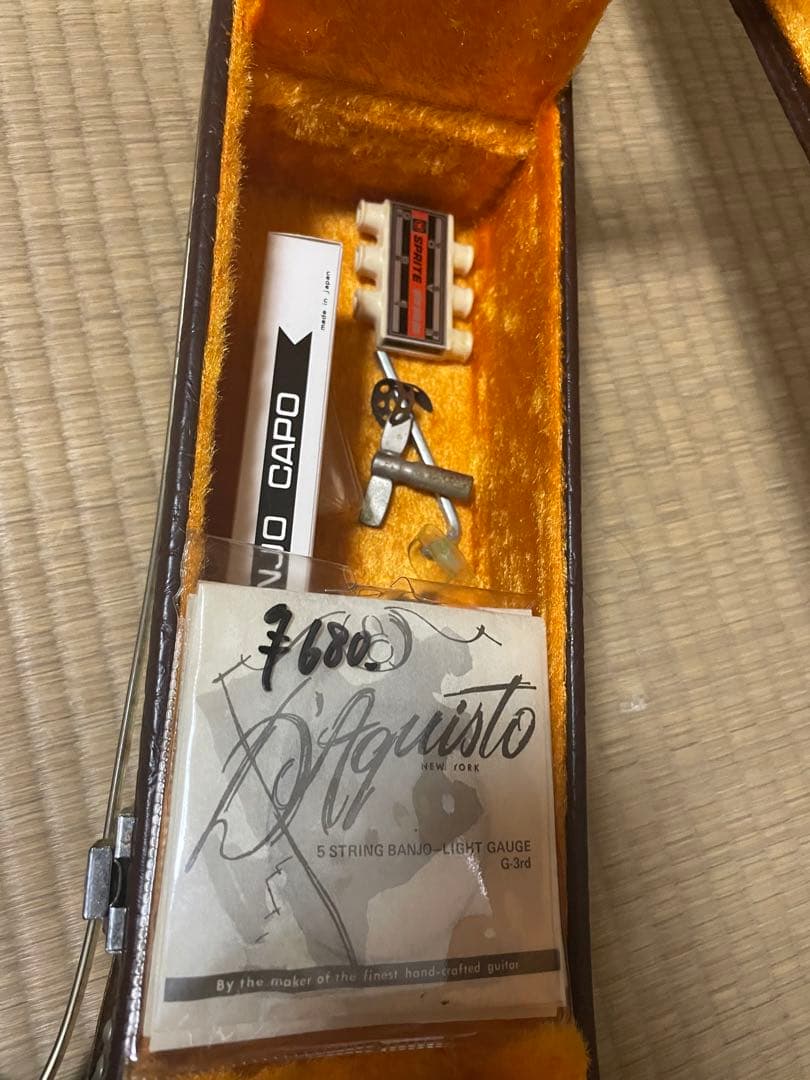 made in japan
NJO CAPO
SPRITE
7680.
D'Aquisto
NEW YORK
5 STRING BANJO-LIGHT GAUGE
G-3rd
By the maker of the finest hand-crafted guitar